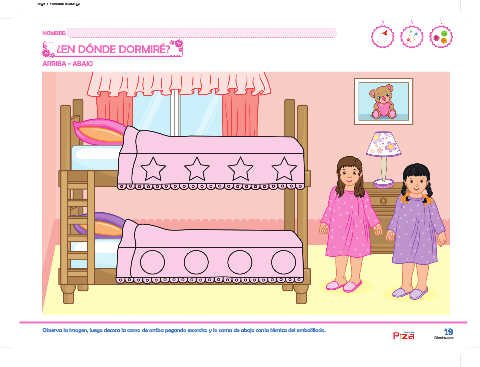 NOMBRE:
¿EN DÓNDE DORMIRÉ?
ARRIBA - ABAJO
Observa la imagen, luego decora la cama de arriba pegando escarcha y la cama de abajo con la técnica del embolillado.
Pizá
19